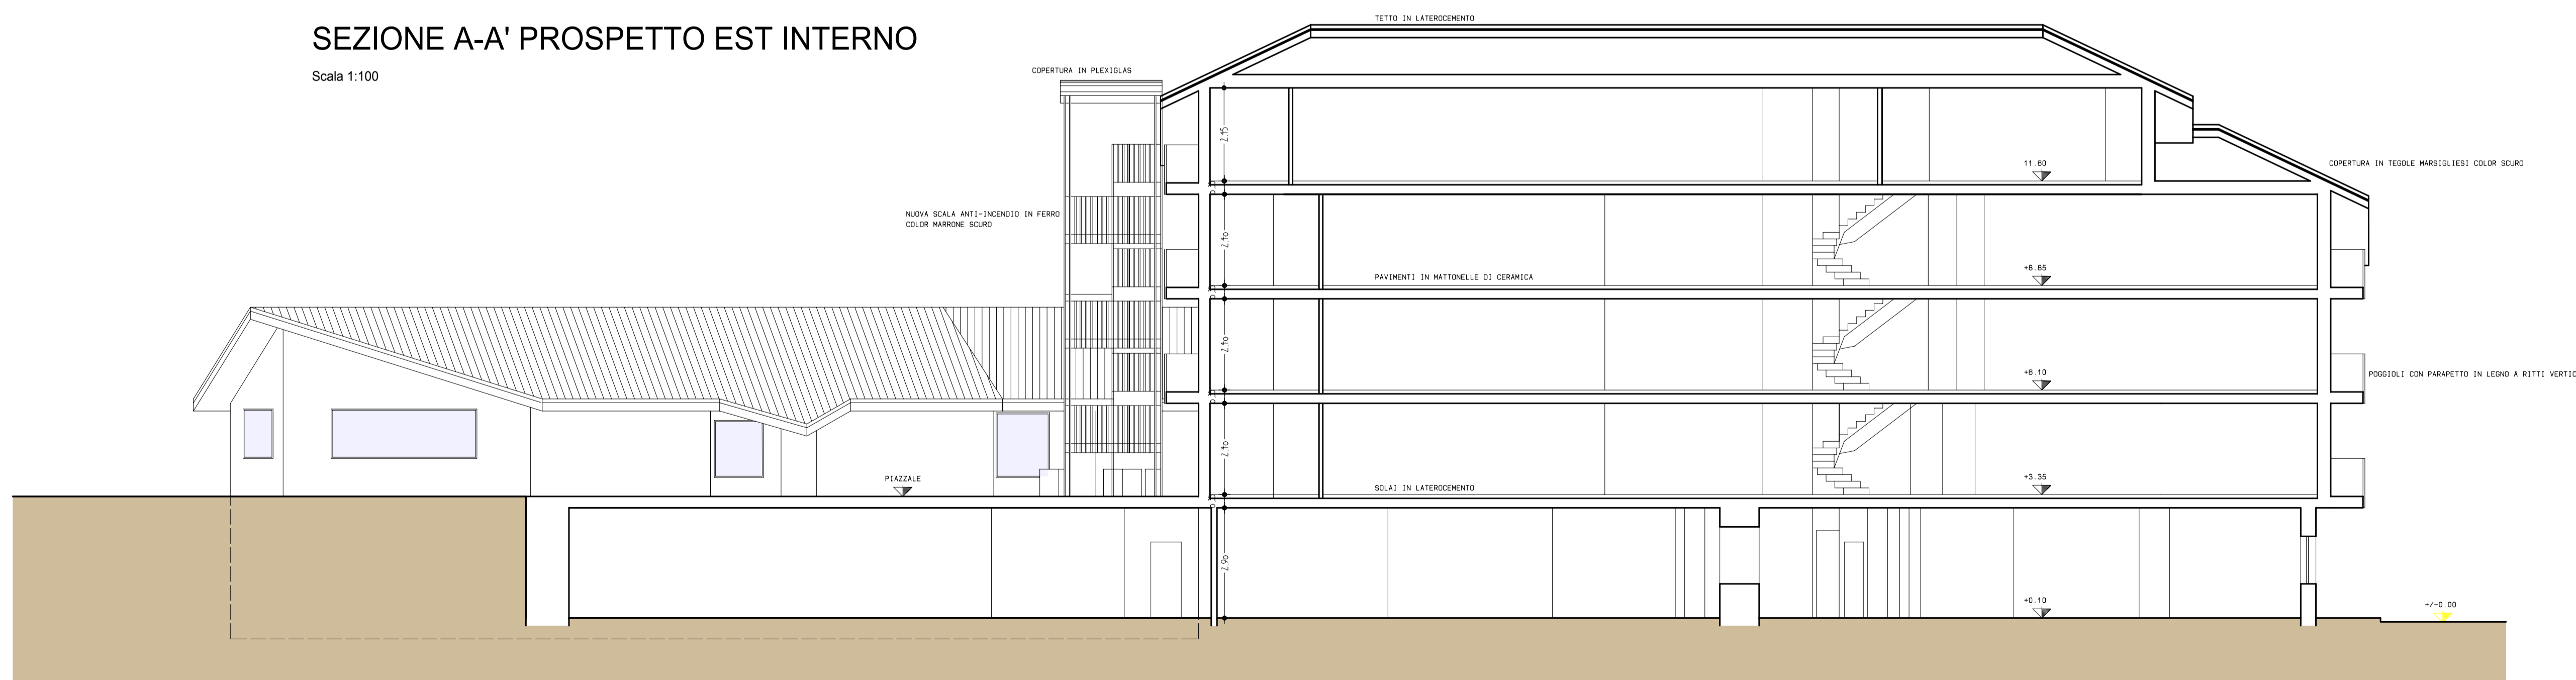 SEZIONE A-A' PROSPETTO EST INTERNO
Scala 1:100
TETTO IN LATEROCEMENTO
COPERTURA IN PLEXIGLAS
2.45
11.60
COPERTURA IN TEGOLE MARSIGLIESI COLOR SCURO
NUOVA SCALA ANTI-INCENDIO IN FERRO
COLOR MARRONE SCURO
2.40
+8.85
PAVIMENTI IN MATTONELLE DI CERAMICA
2.40
+6.10
POGGIOLI CON PARAPETTO IN LEGNO A RITTI VERTIC
2.40
+3.35
PIAZZALE
SOLAI IN LATEROCEMENTO
2.90
+0.10
+/-0.00